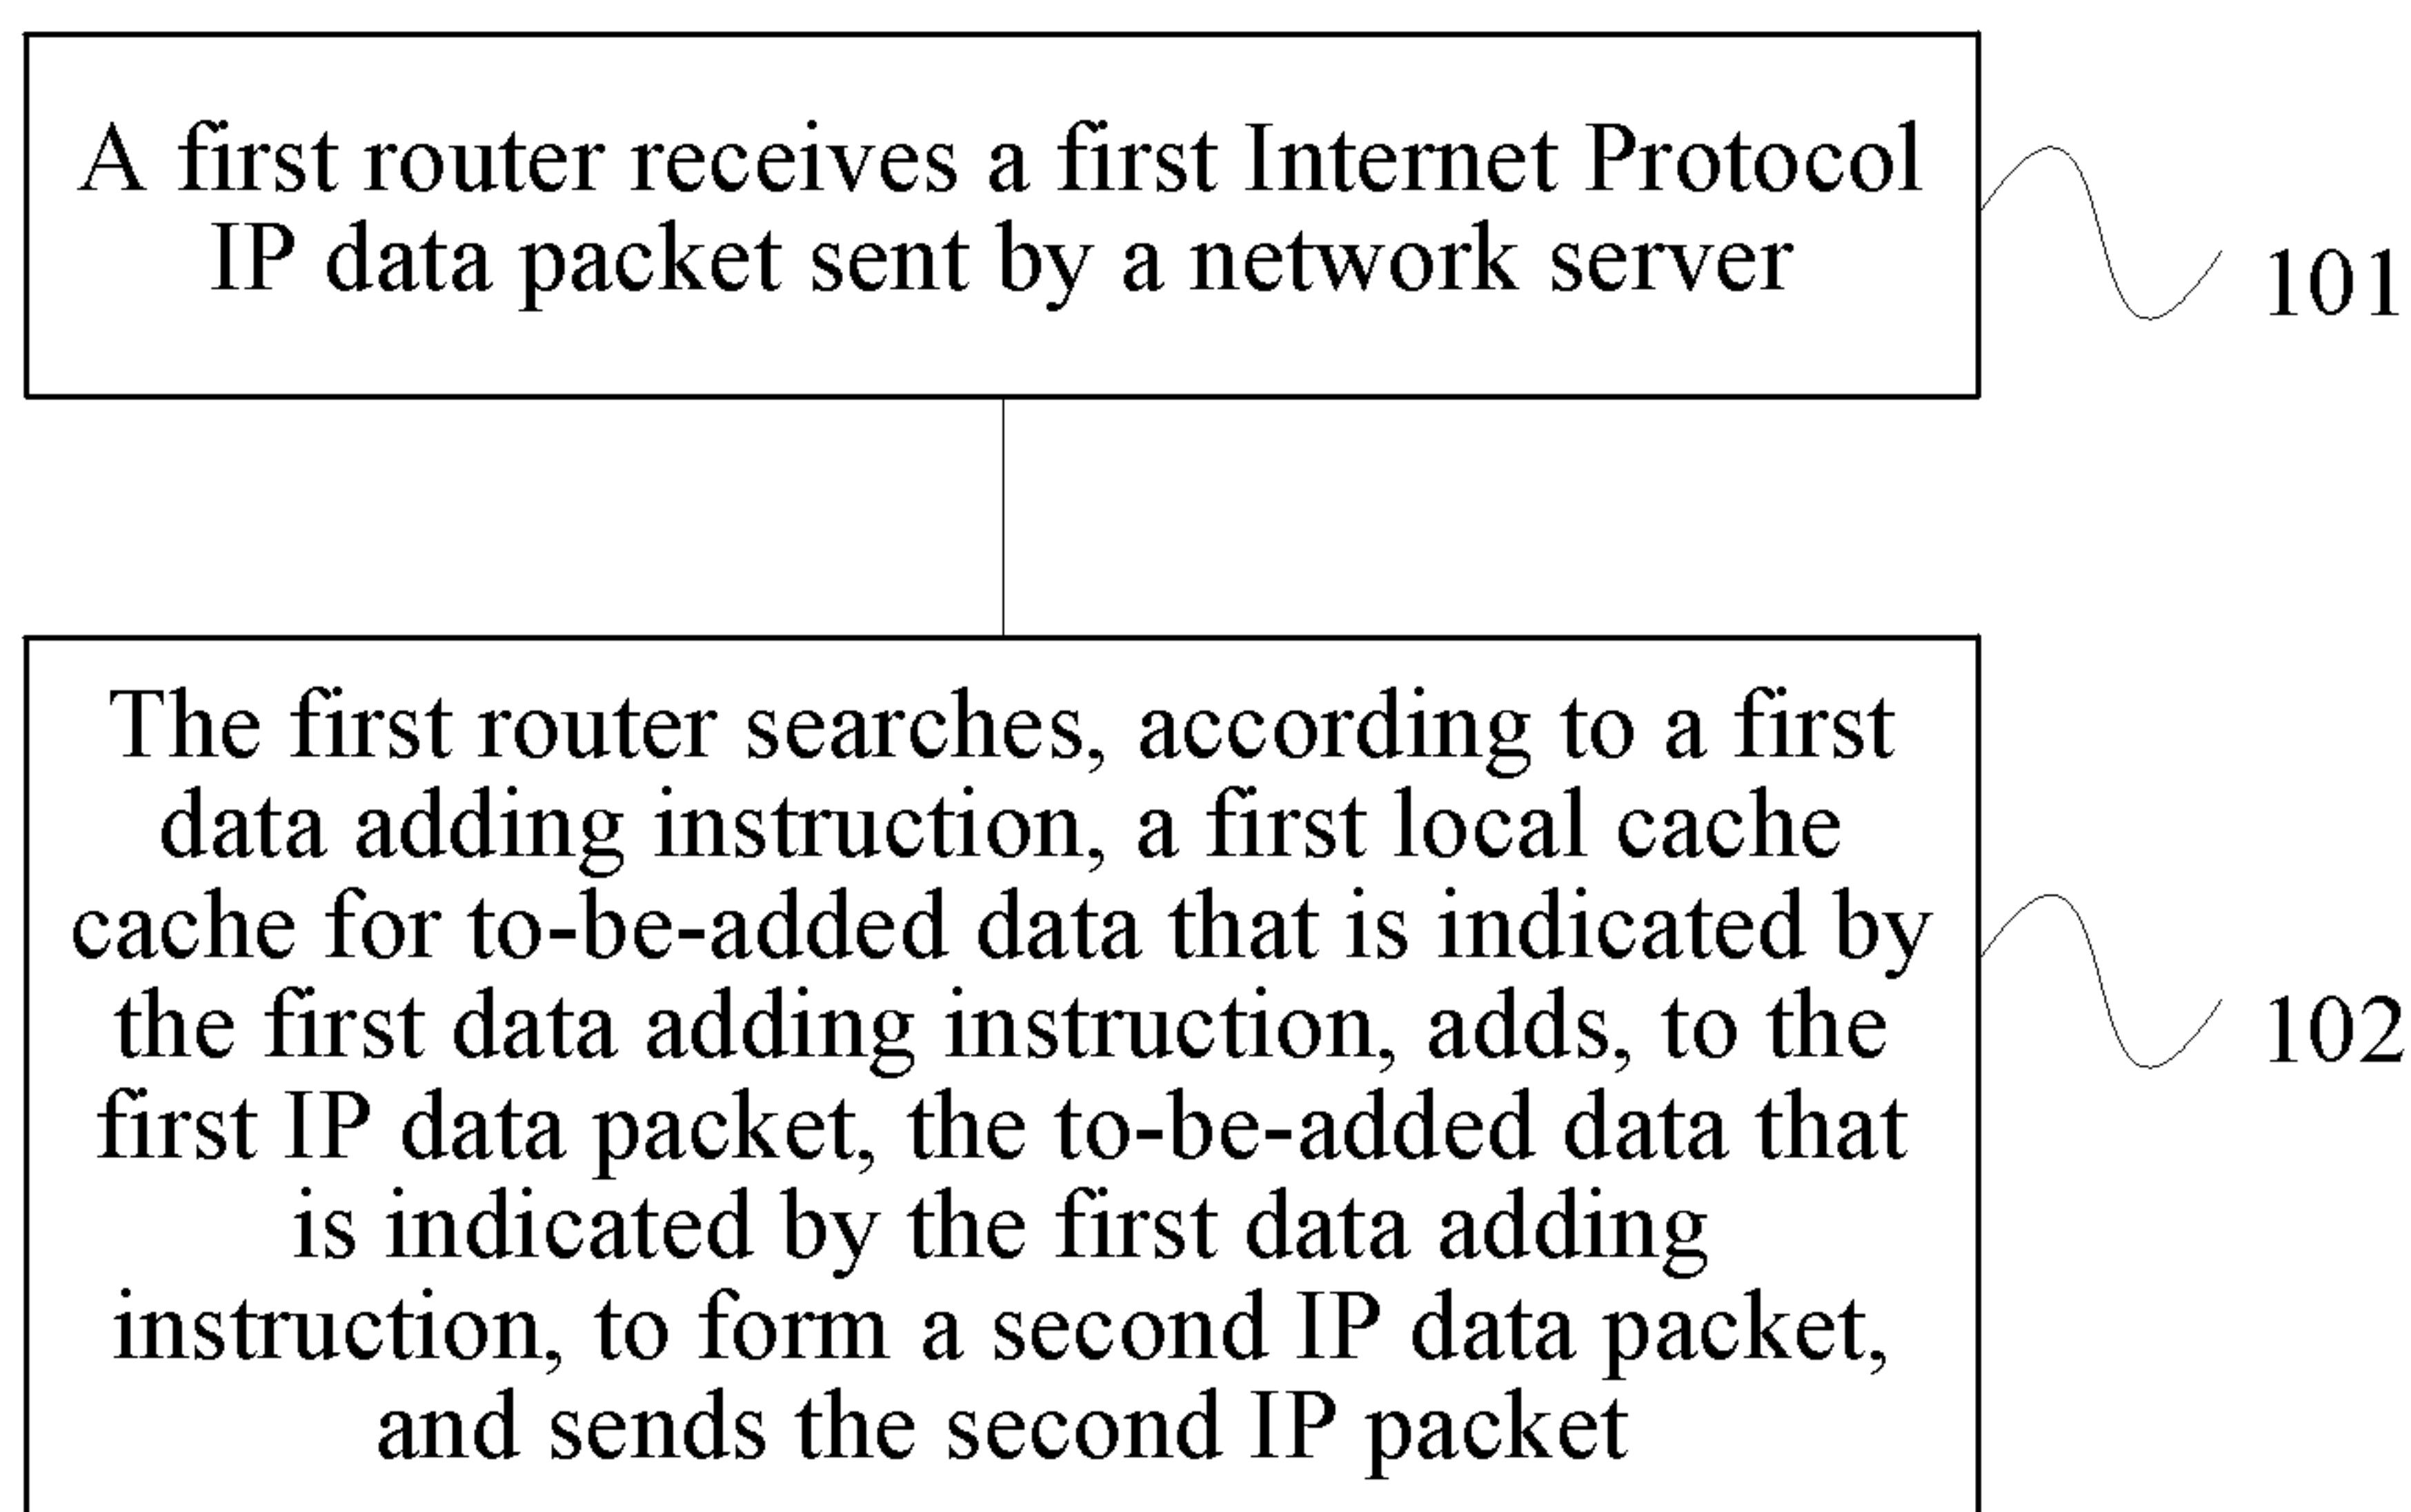 A first router receives a first Internet Protocol
IP data packet sent by a network server
101
The first router searches, according to a first
data adding instruction, a first local cache
cache for to-be-added data that is indicated by
the first data adding instruction, adds, to the
first IP data packet, the to-be-added data that
is indicated by the first data adding
instruction, to form a second IP data packet,
and sends the second IP packet
102